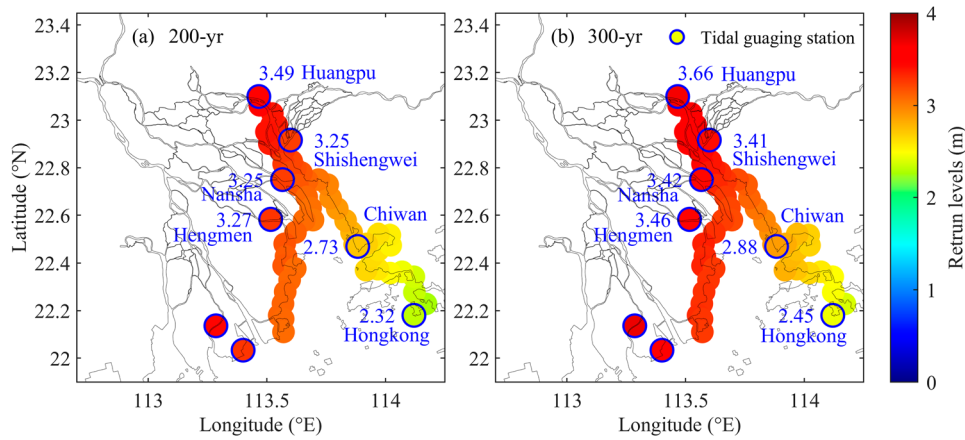 (a) 200-yr
23.4
23.2
23
22.8
22.6
22.4
22.2
22
Latitude (°N)
3.49 Huangpu
3.25
Shishengwei
3.25
Nansha
3.27
Hengmen
Chiwan
2.73
2.32
Hongkong
113
113.5
114
Longitude (°E)
(b) 300-yr
Tidal guaging station
23.4
23.2
23
22.8
22.6
22.4
22.2
22
3.66 Huangpu
3.41
Shishengwei
3.42
Nansha
3.46
Hengmen
Chiwan
2.88
2.45
Hongkong
113
113.5
114
Longitude (°E)
4
3
2
1
0
Retrun levels (m)